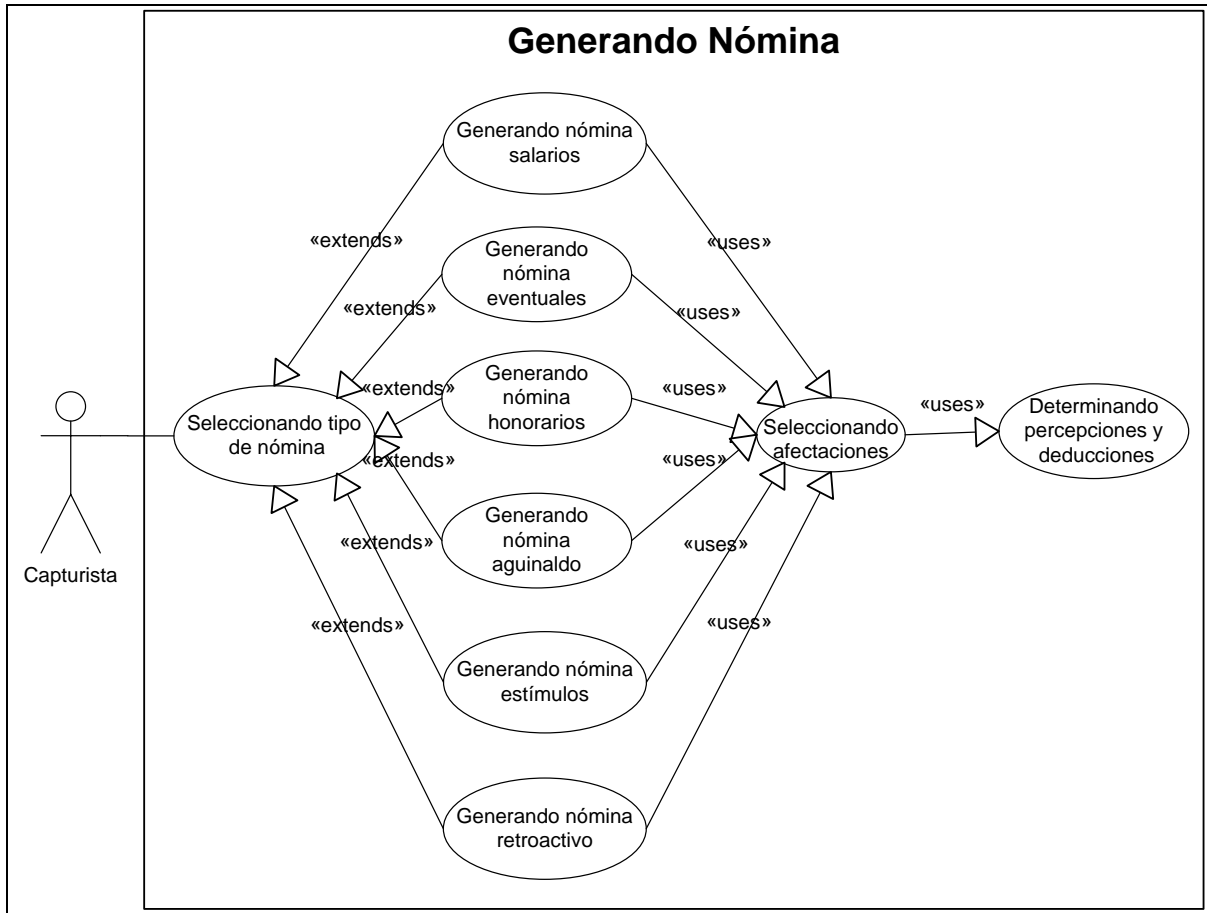 Generando Nómina
Generando nómina
salarios
«extends»
«uses»
Generando
nómina
eventuales
«extends»
«uses»
Generando
nómina
honorarios
«extends»
«uses»
Seleccionando tipo
de nómina
Seleccionando
afectaciones
«uses»
Determinando
percepciones y
deducciones
«extends»
«uses»
Generando
nómina
aguinaldo
Capturista
«extends»
«uses»
Generando nómina
estímulos
«extends»
«uses»
Generando nómina
retroactivo